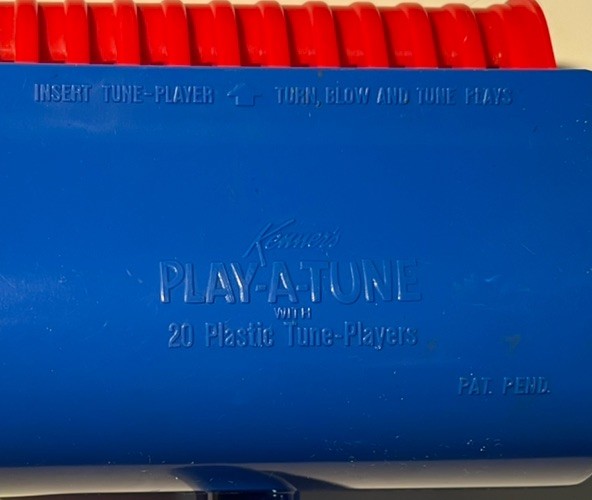 INSERT TUNE-PLAYER TURN, BLOW AND TUNE PLAYS
Kenner's
PLAY-A-TUNE
WITH
20 Plastic Tune-Players
PAT. PEND.